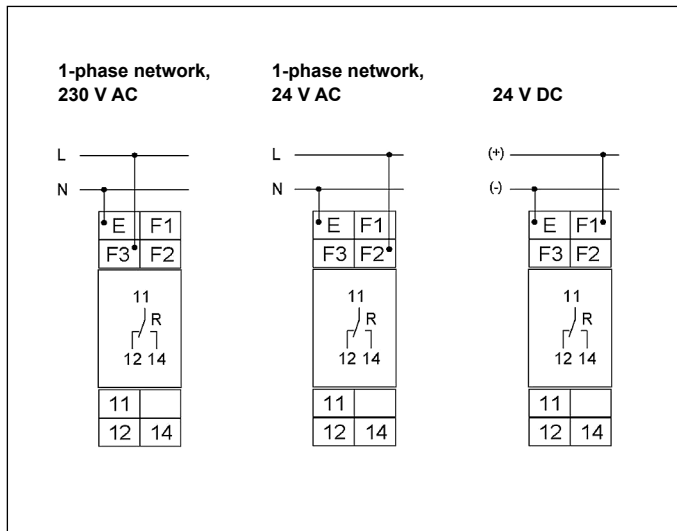 1-phase network,
230 V AC
L
N
E F1
F3 F2
11
R
12 14
11
12 14
1-phase network,
24 V AC
L
N
E F1
F3 F2
11
R
12 14
11
12 14
24 V DC
(+)
(-)
E F1
F3 F2
11
R
12 14
11
12 14